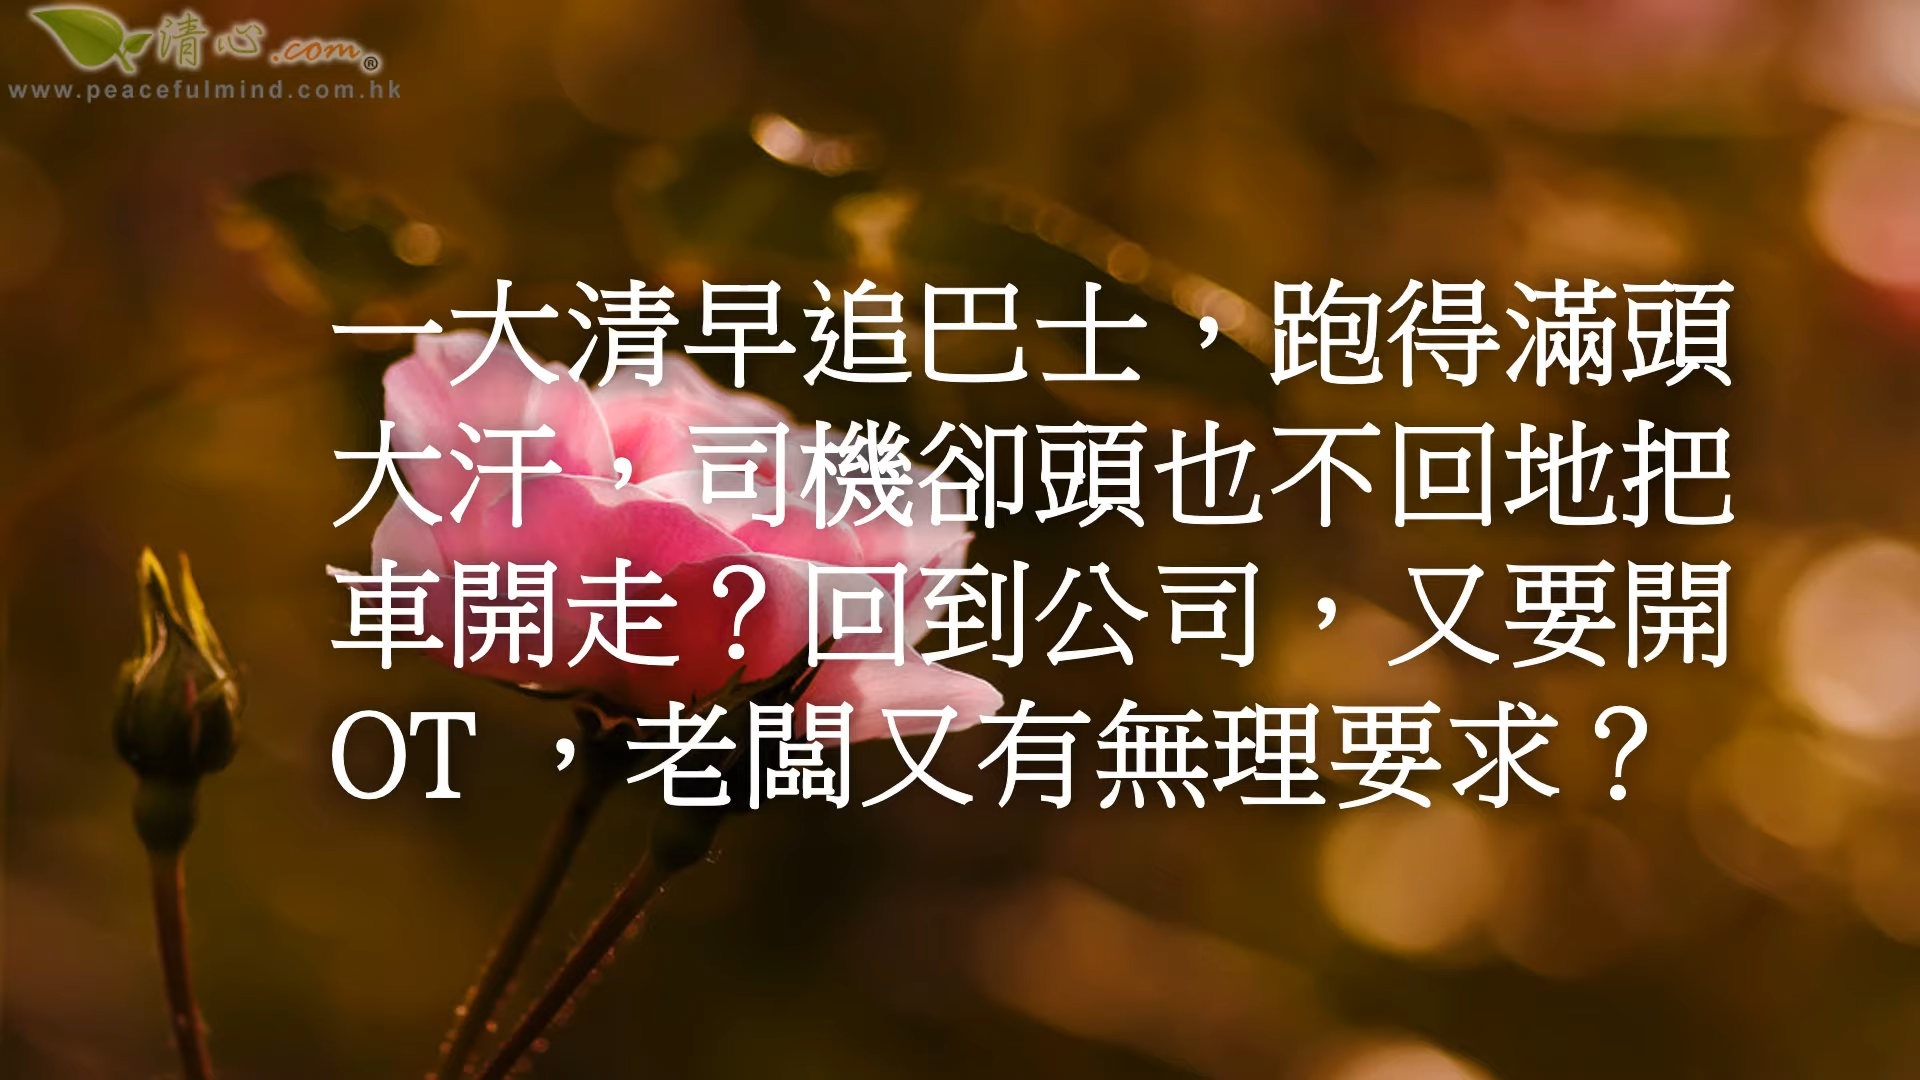 清心.com®
www.peacefulmind.com.hk
一大清早追巴士，跑得滿頭
大汗，司機卻頭也不回地把
車開走？回到公司，又要開
OT ，老闆又有無理要求？